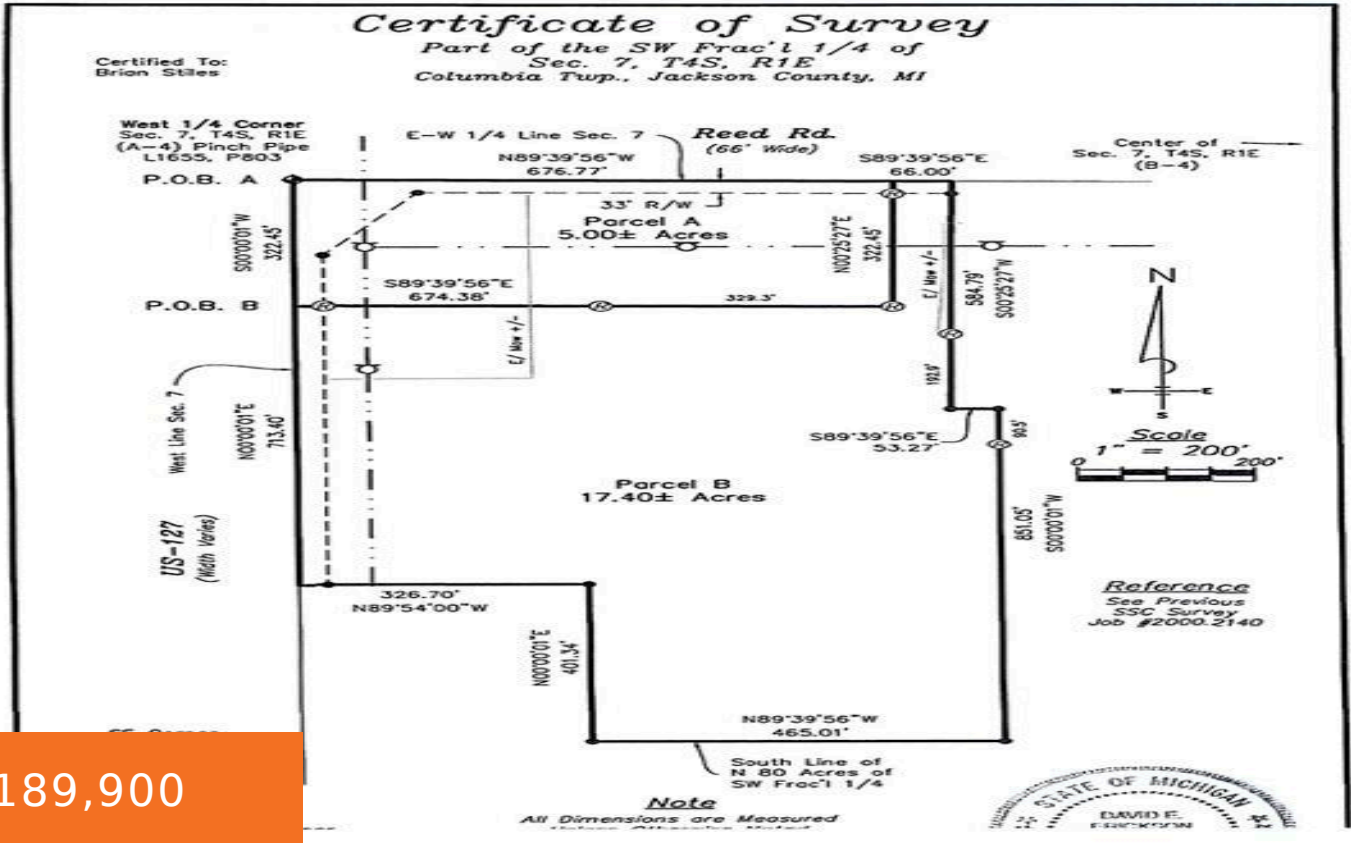 Certificate of Survey
Part of the SW Frac'l 1/4 of
Sec. 7, T4S, R1E
Columbia Twp., Jackson County, MI
Certified To:
Brian Stiles
West 1/4 Corner
Sec. 7, T4S, R1E
(A-4) Pinch Pipe
L1655, P803
E-W 1/4 Line Sec. 7
Reed Rd.
(66' Wide)
Center of
Sec. 7, T4S, R1E
(B-4)
N89°39'56"W
676.77'
S89°39'56"E
66.00'
P.O.B. A
33' R/W
Parcel A
5.00± Acres
S00°00'01"W
322.45'
N00°25'27"E
322.45'
E/ Mow +/-
584.79'
S00°25'27"W
N
W
E
S
S89°39'56"E
674.38'
329.3'
P.O.B. B
E/ Mow +/-
192.9'
West Line Sec. 7
N00°00'01"E
713.40'
S89°39'56"E
53.27'
90.5'
Scale
1" = 200'
0
200'
Parcel B
17.40± Acres
US-127
(Width Varies)
851.05'
S00°00'01"W
326.70'
N89°54'00"W
Reference
See Previous
SSC Survey
Job #2000.2140
N00°00'01"E
401.34'
N89°39'56"W
465.01'
South Line of
N 80 Acres of
SW Frac'l 1/4
189,900
Note
All Dimensions are Measured
STATE OF MICHIGAN
DAVID E.
ERICKSON